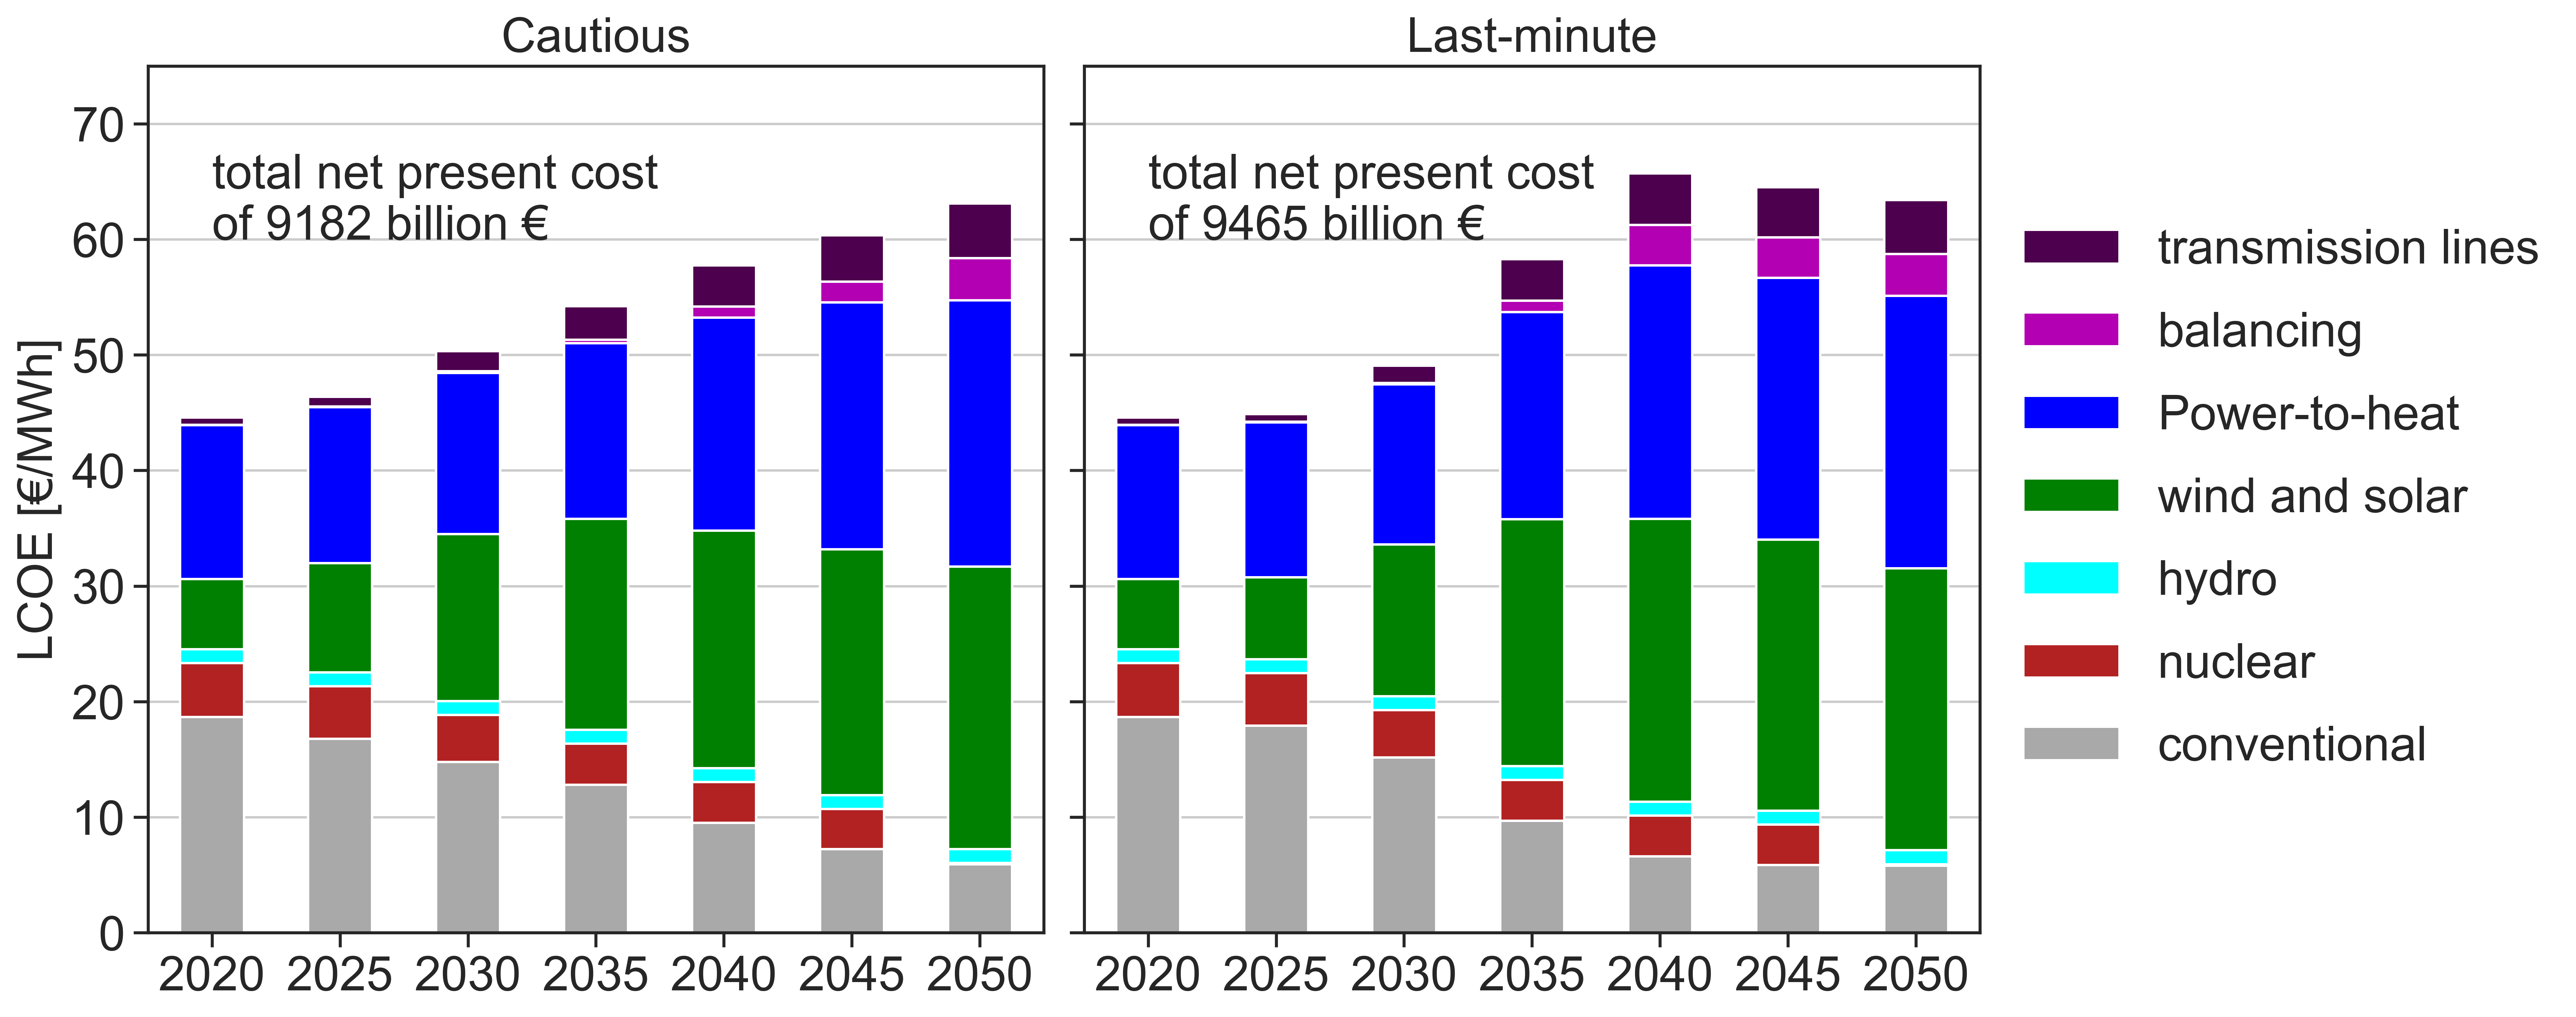 Cautious
Last-minute
LCOE [€/MWh]
70
60
50
40
30
20
10
0
total net present cost
of 9182 billion €
total net present cost
of 9465 billion €
2020 2025 2030 2035 2040 2045 2050
2020 2025 2030 2035 2040 2045 2050
transmission lines
balancing
Power-to-heat
wind and solar
hydro
nuclear
conventional